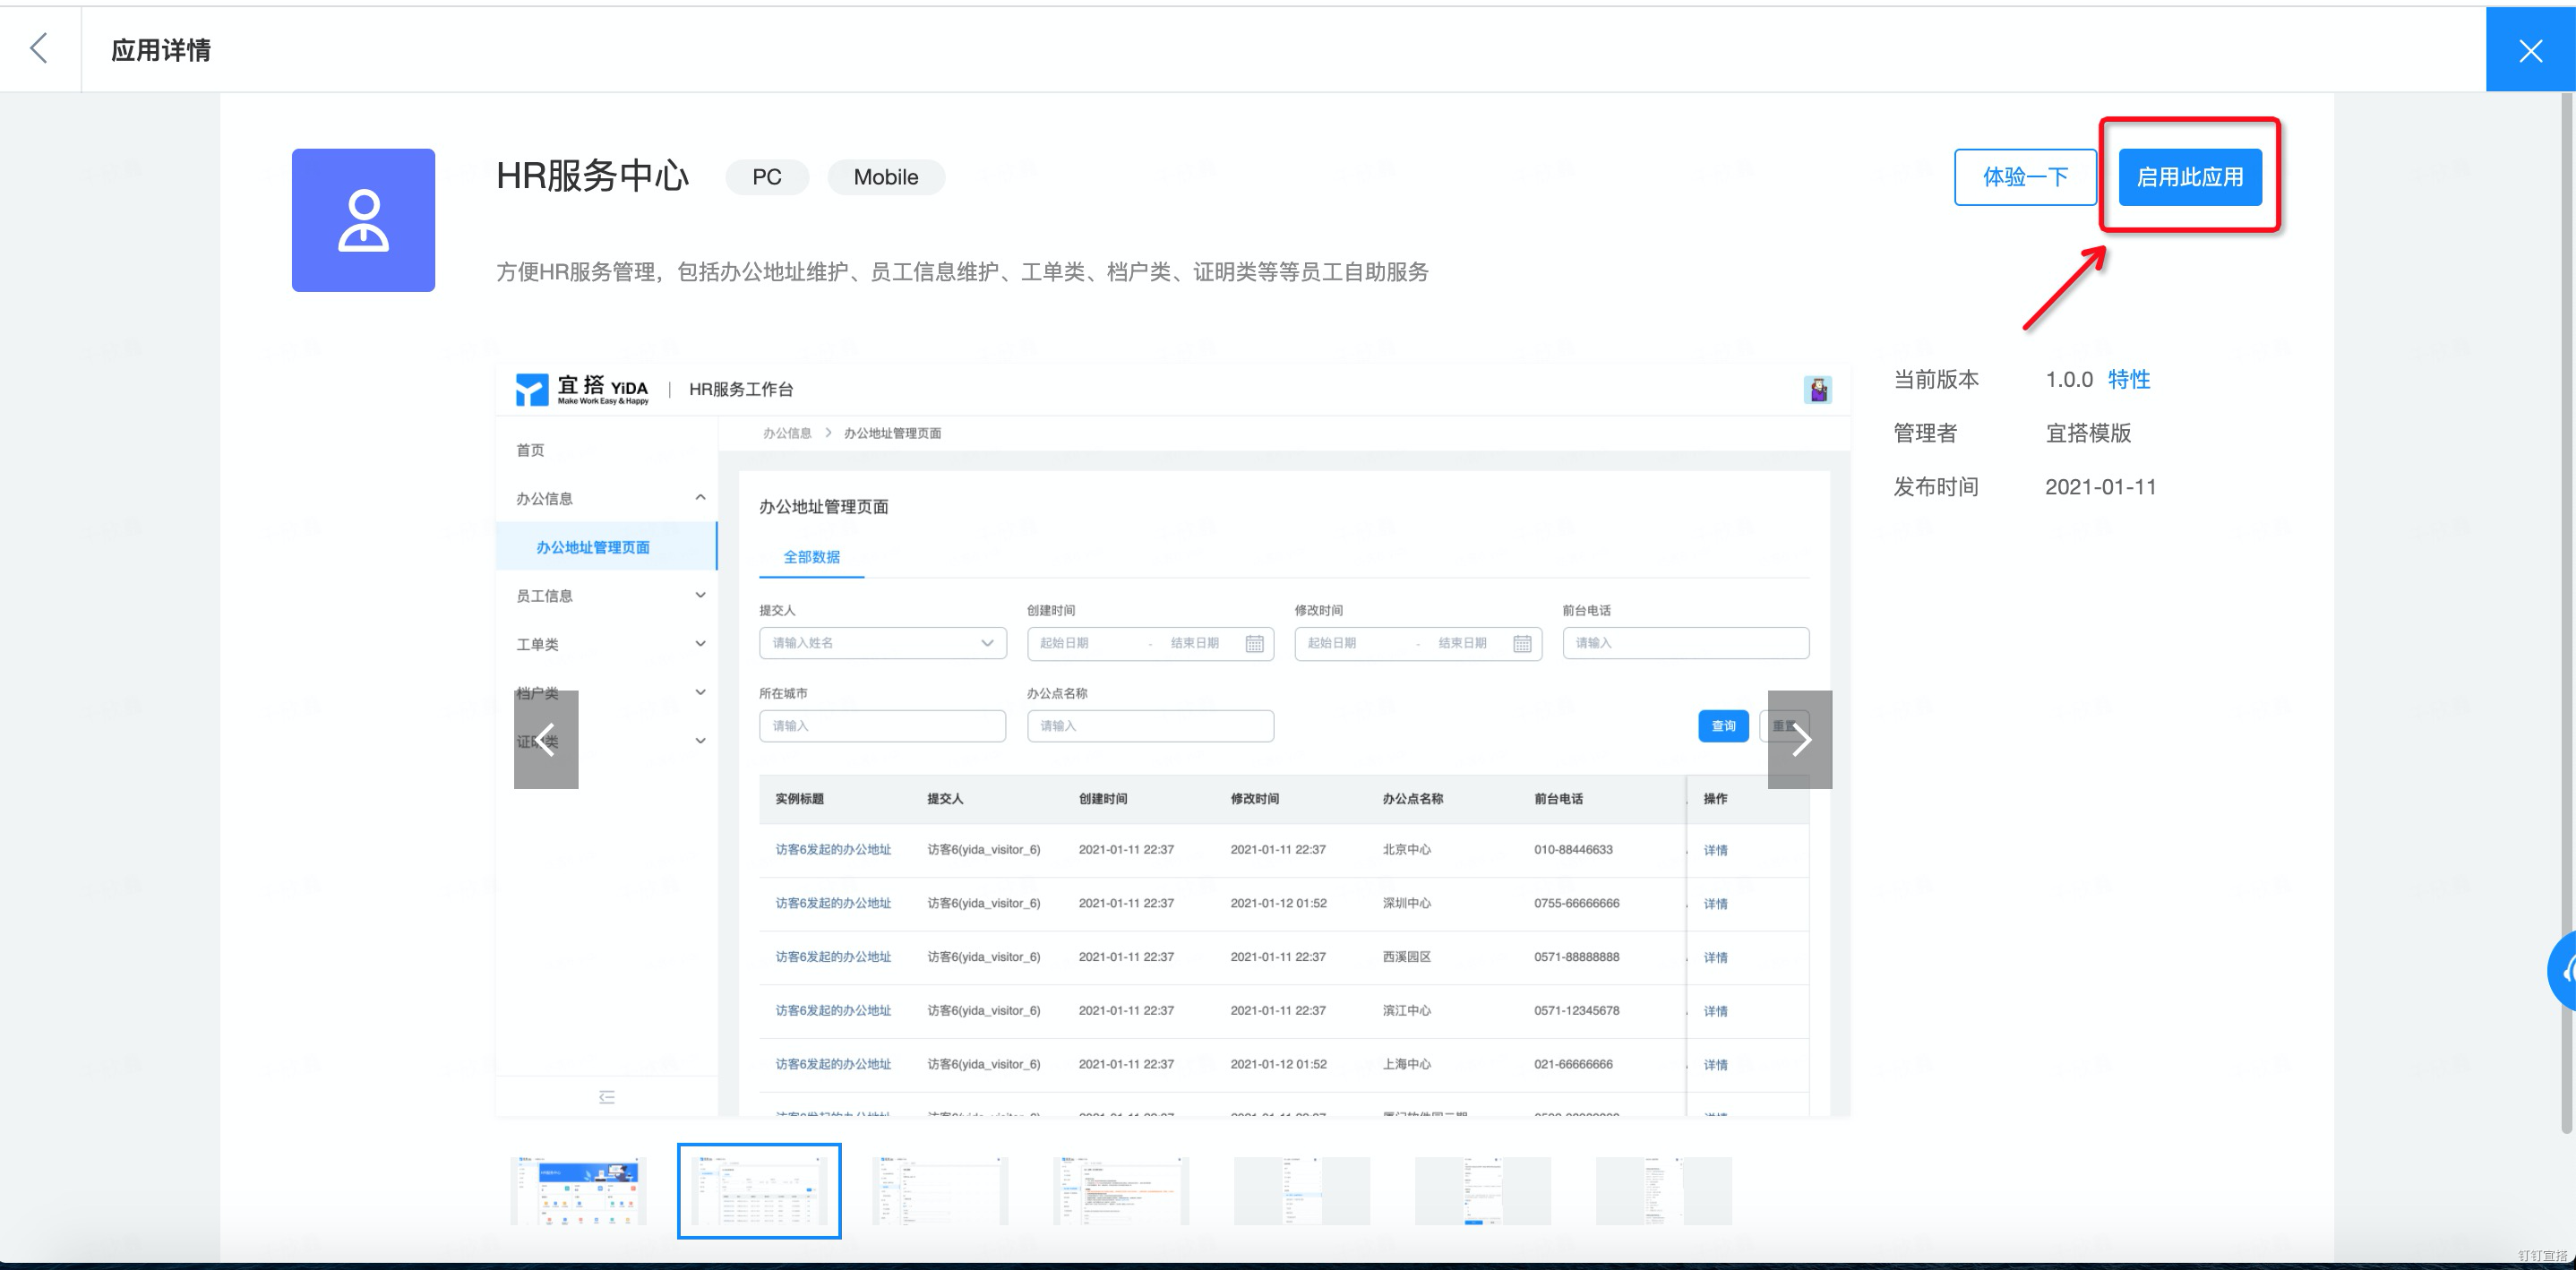 应用详情
HR服务中心 PC Mobile
体验一下 启用此应用
方便HR服务管理，包括办公地址维护、员工信息维护、工单类、档户类、证明类等等员工自助服务
当前版本 1.0.0 特性
管理者 宜搭模版
发布时间 2021-01-11
宜搭 YiDA
Make Work Easy & Happy
HR服务工作台
首页
办公信息
办公地址管理页面
员工信息
工单类
档户类
证明类
办公信息 > 办公地址管理页面
办公地址管理页面
全部数据
提交人 创建时间 修改时间 前台电话
请输入姓名 起始日期 - 结束日期 起始日期 - 结束日期 请输入
所在城市 办公点名称
请输入 请输入 查询 重置
实例标题 提交人 创建时间 修改时间 办公点名称 前台电话 操作
访客6发起的办公地址 访客6(yida_visitor_6) 2021-01-11 22:37 2021-01-11 22:37 北京中心 010-88446633 详情
访客6发起的办公地址 访客6(yida_visitor_6) 2021-01-11 22:37 2021-01-12 01:52 深圳中心 0755-66666666 详情
访客6发起的办公地址 访客6(yida_visitor_6) 2021-01-11 22:37 2021-01-11 22:37 西溪园区 0571-88888888 详情
访客6发起的办公地址 访客6(yida_visitor_6) 2021-01-11 22:37 2021-01-11 22:37 滨江中心 0571-12345678 详情
访客6发起的办公地址 访客6(yida_visitor_6) 2021-01-11 22:37 2021-01-12 01:52 上海中心 021-66666666 详情
钉钉宜搭